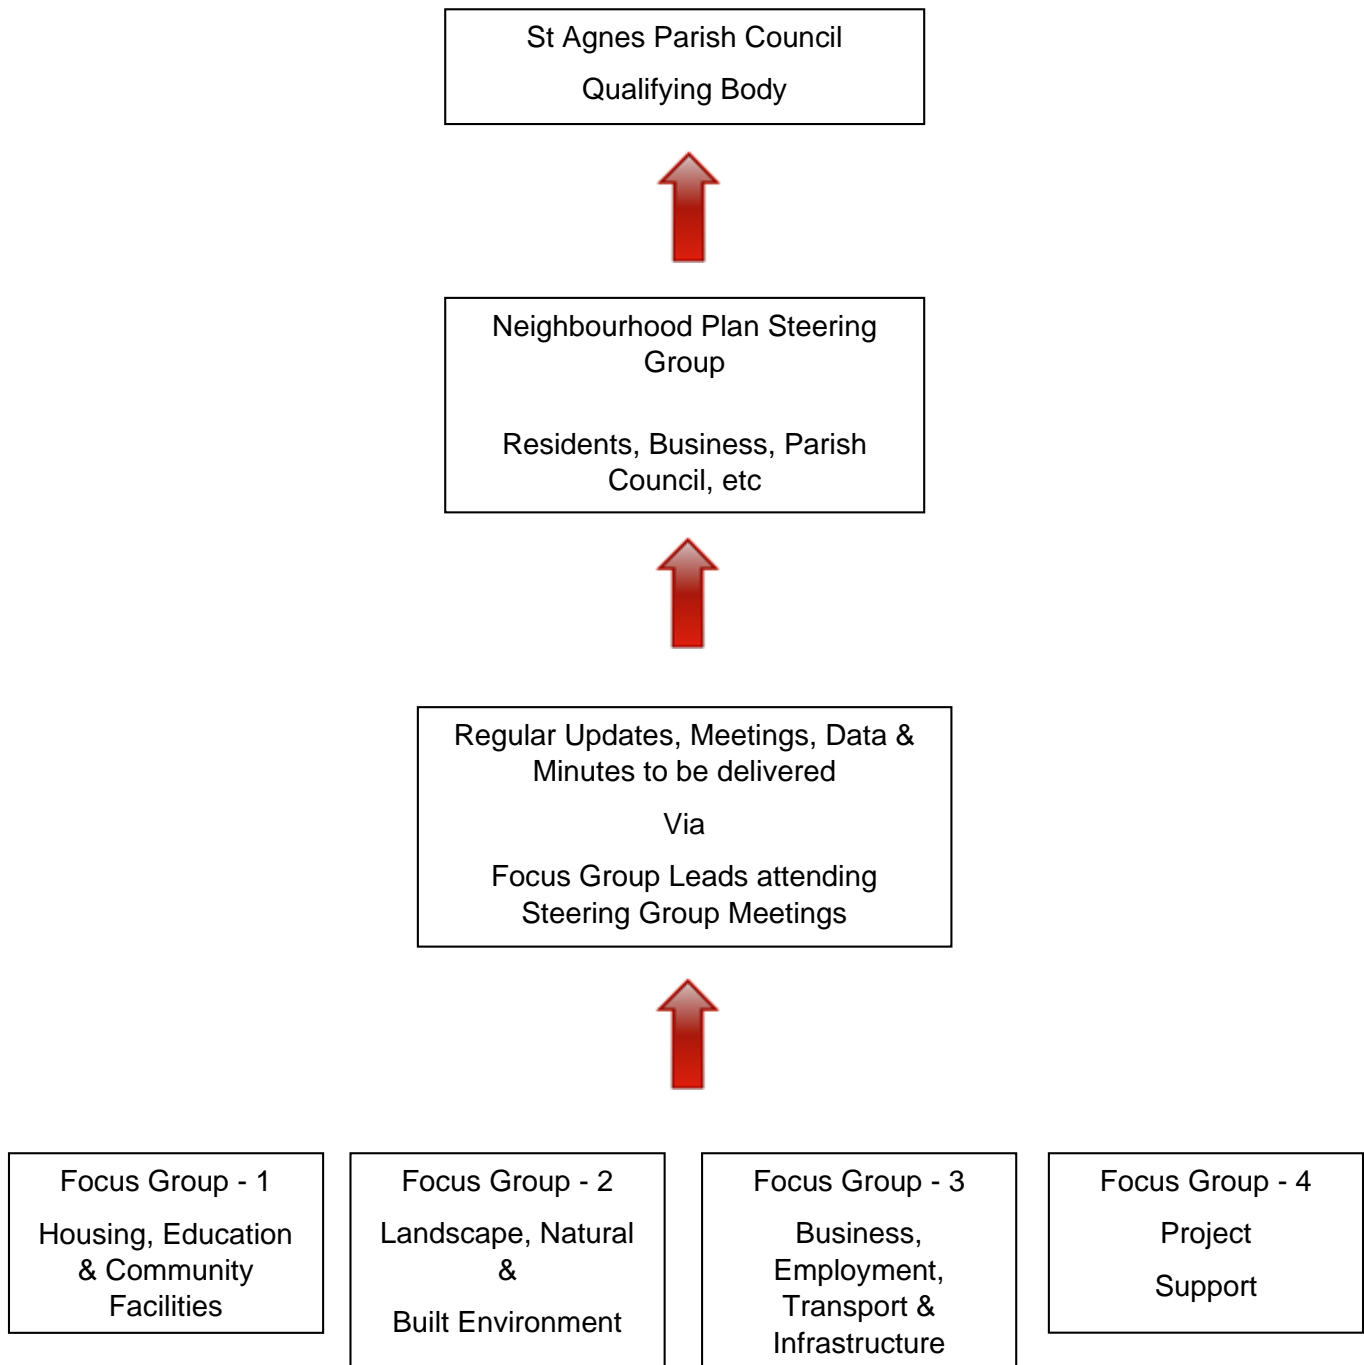 St Agnes Parish Council
Qualifying Body
Neighbourhood Plan Steering
Group
Residents, Business, Parish
Council, etc
Regular Updates, Meetings, Data &
Minutes to be delivered
Via
Focus Group Leads attending
Steering Group Meetings
Focus Group - 1
Housing, Education
& Community
Facilities
Focus Group - 2
Landscape, Natural
&
Built Environment
Focus Group - 3
Business,
Employment,
Transport &
Infrastructure
Focus Group - 4
Project
Support